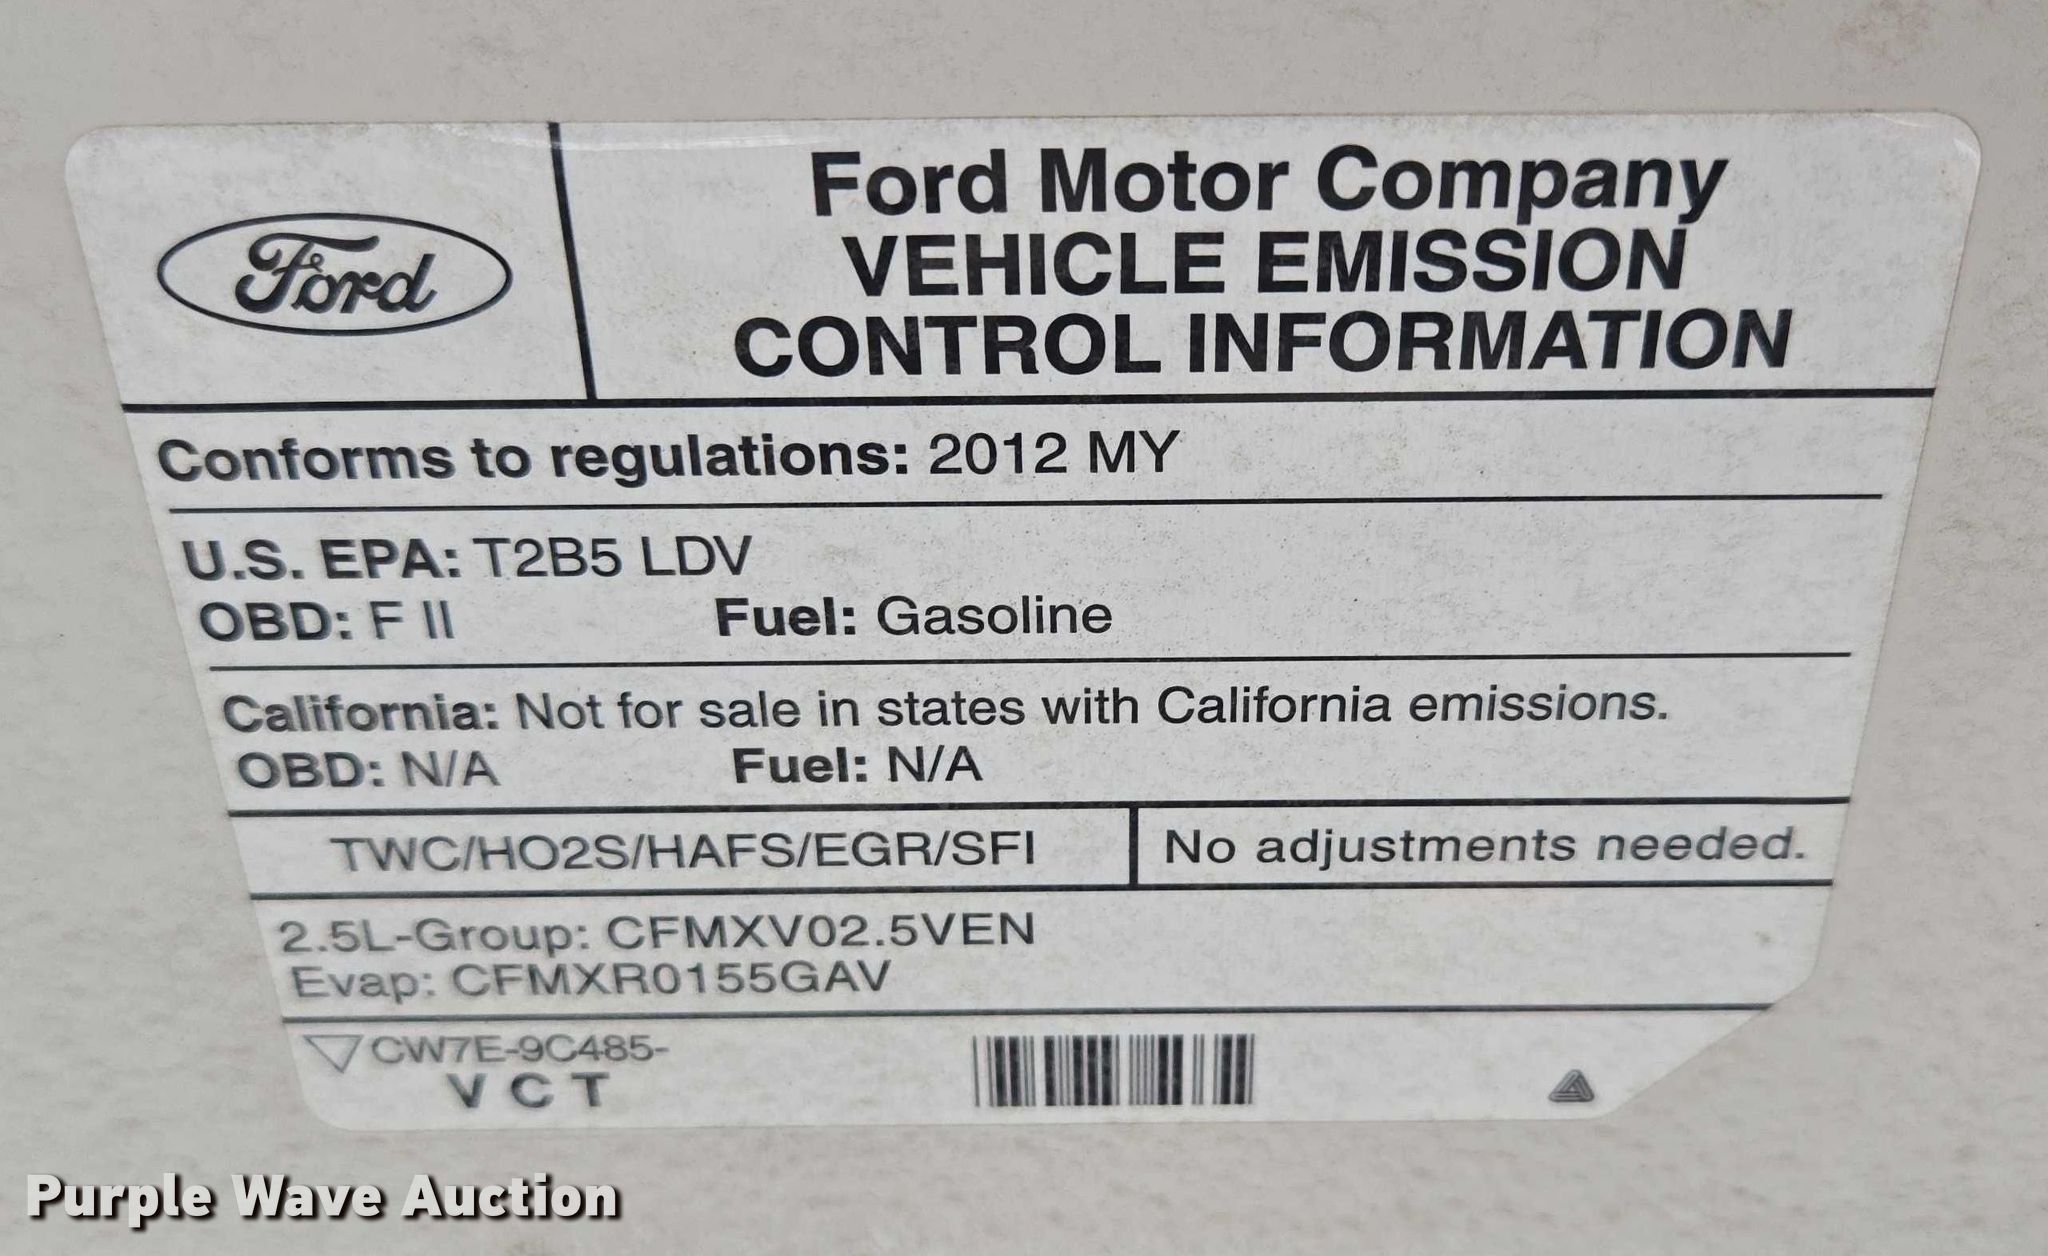 Ford
Ford Motor Company
VEHICLE EMISSION
CONTROL INFORMATION
Conforms to regulations: 2012 MY
U.S. EPA: T2B5 LDV
OBD: F II Fuel: Gasoline
California: Not for sale in states with California emissions.
OBD: N/A Fuel: N/A
TWC/HO2S/HAFS/EGR/SFI
No adjustments needed.
2.5L-Group: CFMXV02.5VEN
Evap: CFMXR0155GAV
CW7E-9C485-
V C T
Purple Wave Auction